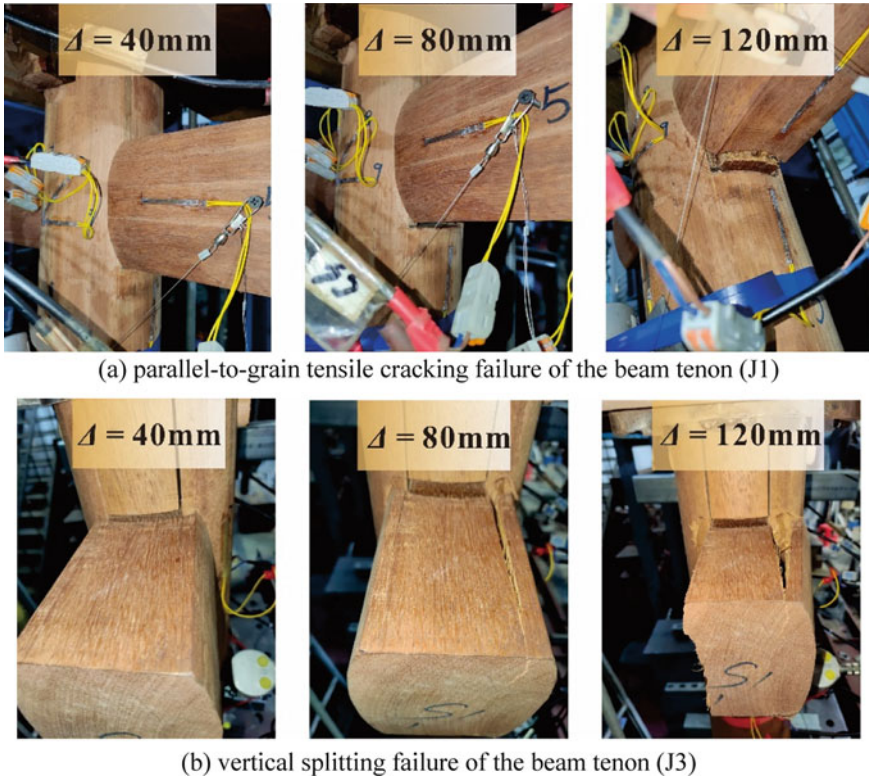 Δ = 40mm
Δ = 80mm
Δ = 120mm
5
(a) parallel-to-grain tensile cracking failure of the beam tenon (J1)
Δ = 40mm
Δ = 80mm
Δ = 120mm
(b) vertical splitting failure of the beam tenon (J3)